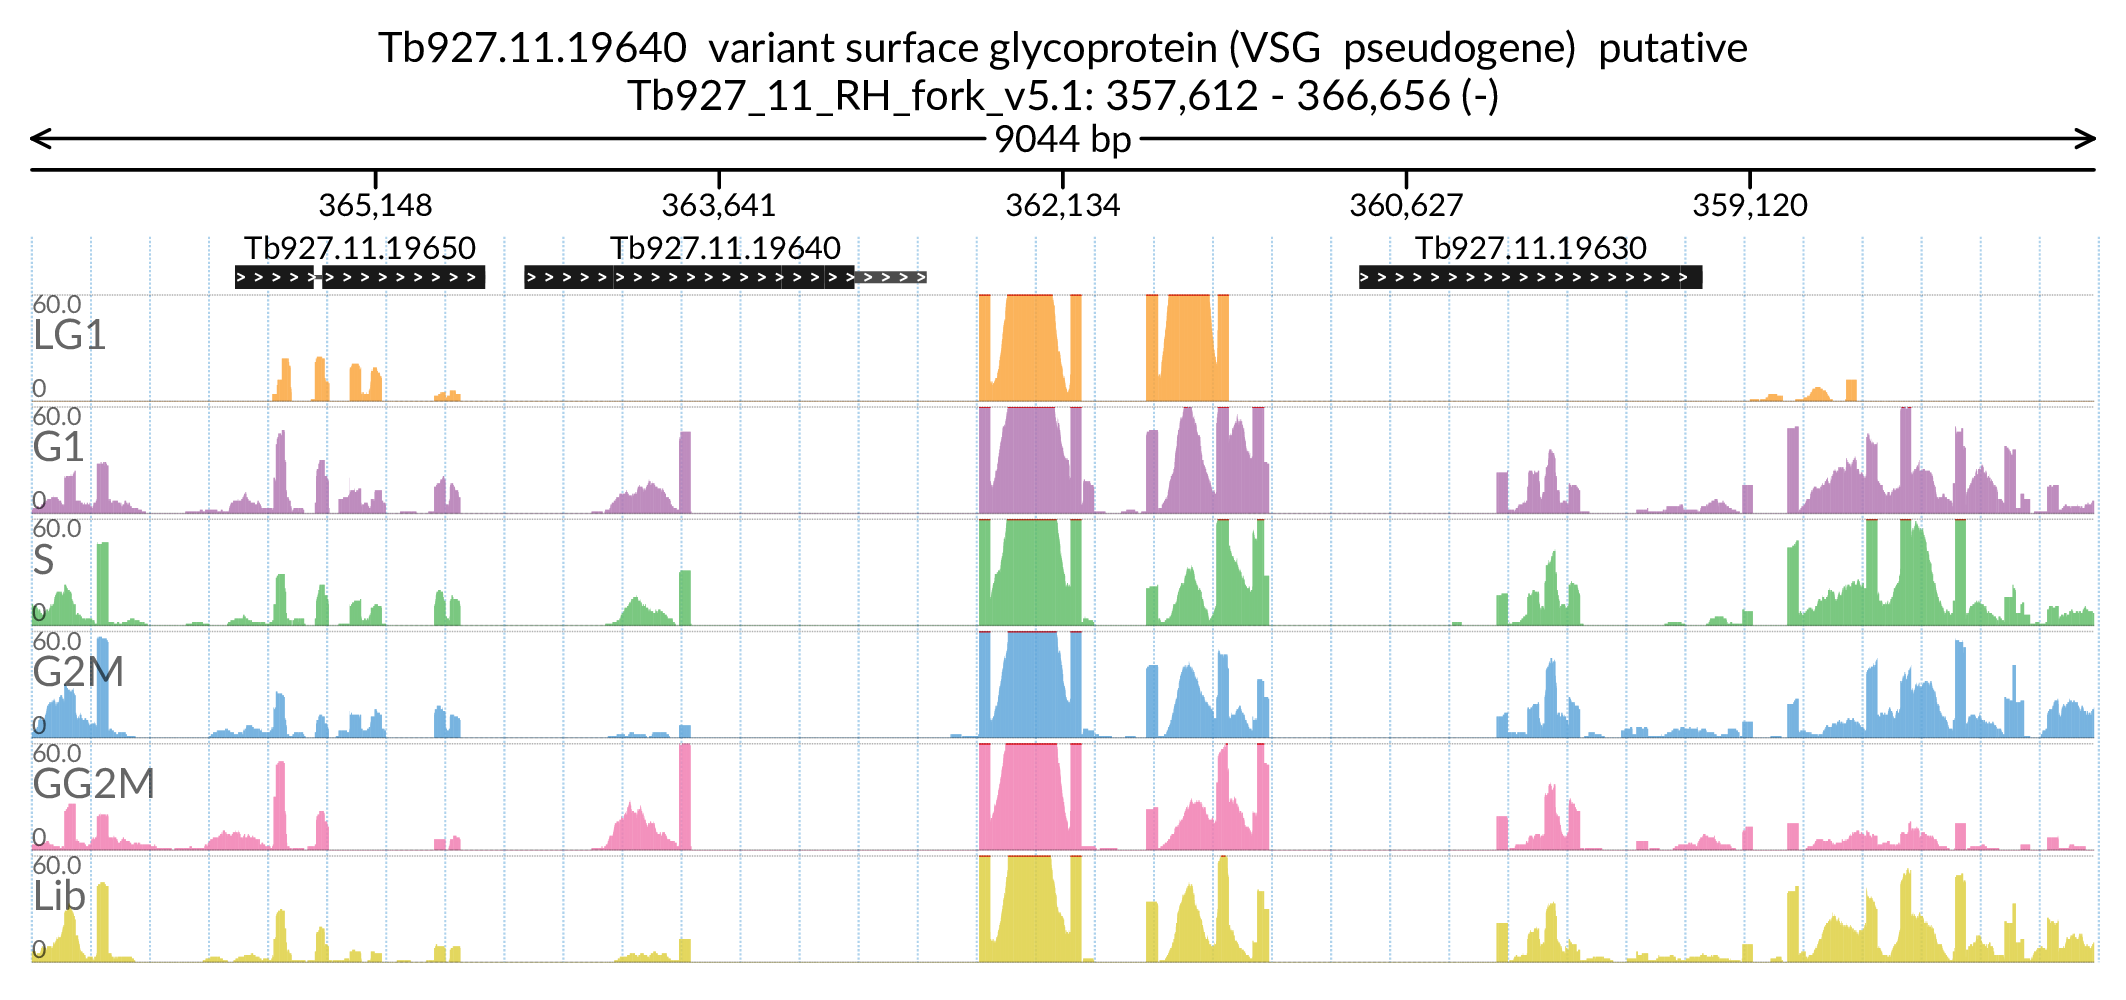 Tb927.11.19640  variant surface glycoprotein (VSG  pseudogene)  putative
Tb927_11_RH_fork_v5.1: 357,612 - 366,656 (-)
9044 bp
365,148 363,641 362,134 360,627 359,120
Tb927.11.19650 Tb927.11.19640 Tb927.11.19630
60.0
LG1
0
60.0
G1
0
60.0
S
0
60.0
G2M
0
60.0
GG2M
0
60.0
Lib
0